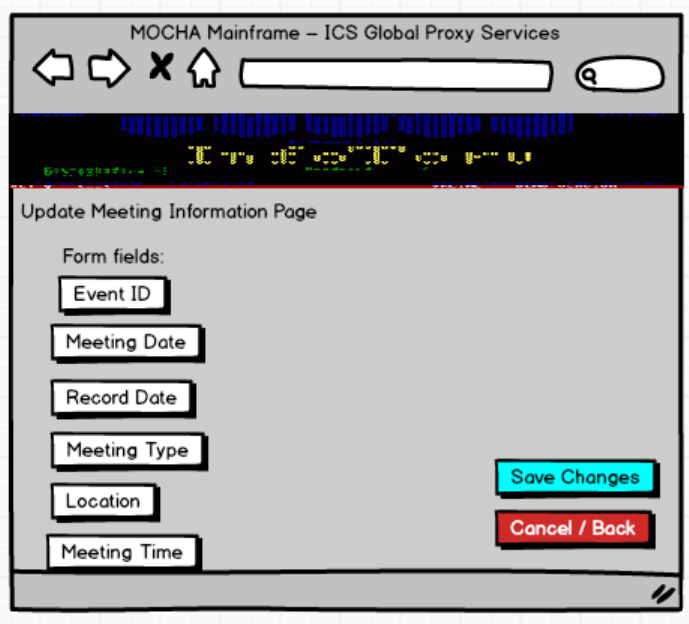 MOCHA Mainframe – ICS Global Proxy Services
Update Meeting Information Page
Form fields:
Event ID
Meeting Date
Record Date
Meeting Type
Location
Meeting Time
Save Changes
Cancel / Back